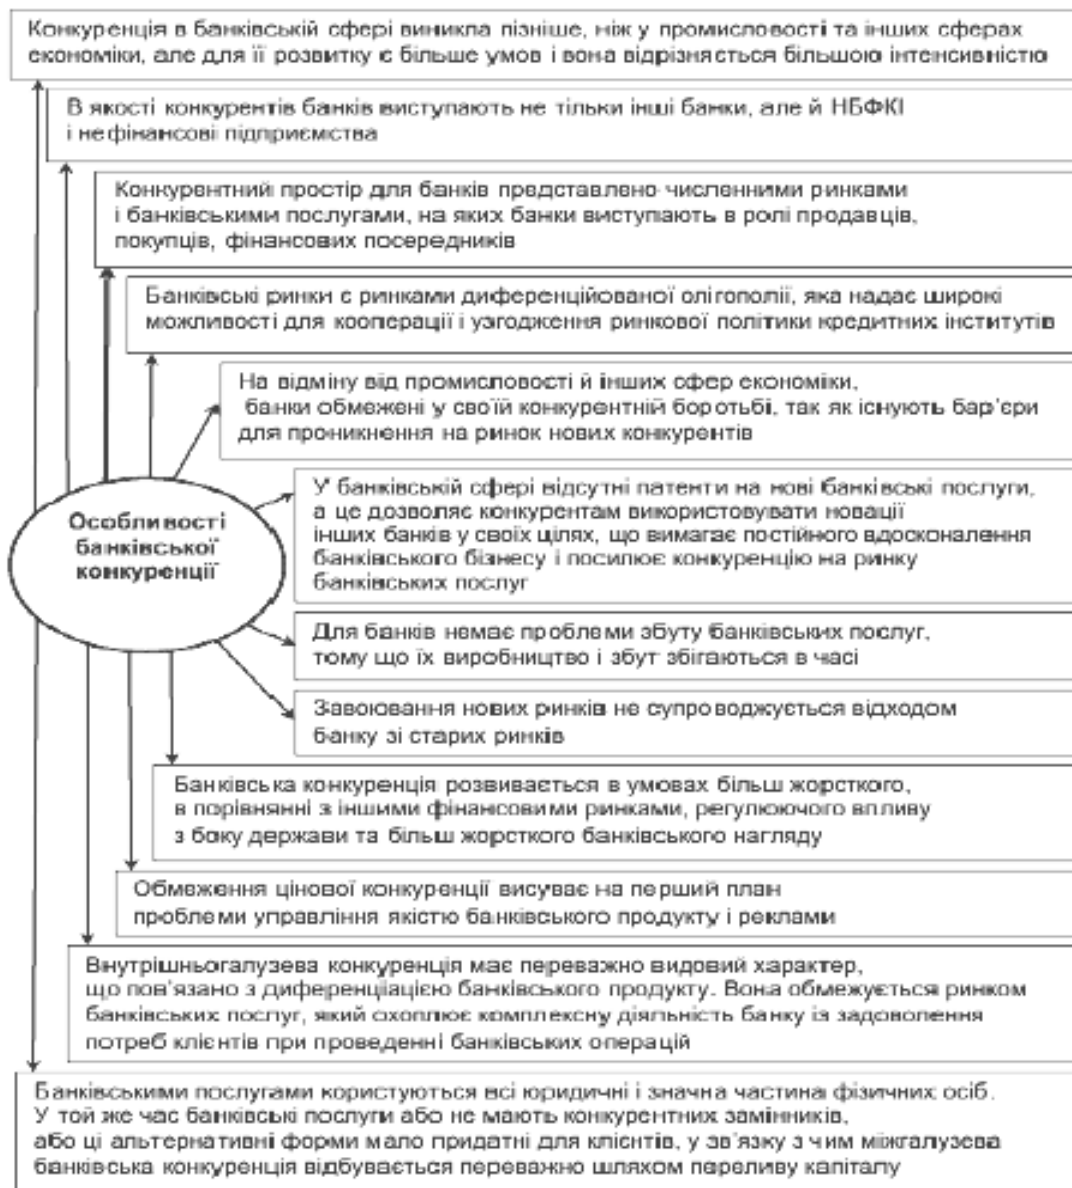 Конкуренція в банківській сфері виникла пізніше, ніж у промисловості та інших сферах
економіки, але для її розвитку є більше умов і вона відрізняється більшою інтенсивністю
В якості конкурентів банків виступають не тільки інші банки, але й НБФКІ
і нефінансові підприємства
Конкурентний простір для банків представлено численними ринками
і банківськими послугами, на яких банки виступають в ролі продавців,
покупців, фінансових посередників
Банківські ринки є ринками диференційованої олігополії, яка надає широкі
можливості для кооперації і узгодження ринкової політики кредитних інститутів
На відміну від промисловості й інших сфер економіки,
банки обмежені у своїй конкурентній боротьбі, так як існують бар'єри
для проникнення на ринок нових конкурентів
Особливості
банківської
конкуренції
У банківській сфері відсутні патенти на нові банківські послуги,
а це дозволяє конкурентам використовувати новації
інших банків у своїх цілях, що вимагає постійного вдосконалення
банківського бізнесу і посилює конкуренцію на ринку
банківських послуг
Для банків немає проблеми збуту банківських послуг,
тому що їх виробництво і збут збігаються в часі
Завоювання нових ринків не супроводжується відходом
банку зі старих ринків
Банківська конкуренція розвивається в умовах більш жорсткого,
в порівнянні з іншими фінансовими ринками, регулюючого впливу
з боку держави та більш жорсткого банківського нагляду
Обмеження цінової конкуренції висуває на перший план
проблеми управління якістю банківського продукту і реклами
Внутрішньогалузева конкуренція має переважно видовий характер,
що пов'язано з диференціацією банківського продукту. Вона обмежується ринком
банківських послуг, який охоплює комплексну діяльність банку із задоволення
потреб клієнтів при проведенні банківських операцій
Банківськими послугами користуються всі юридичні і значна частина фізичних осіб.
У той же час банківські послуги або не мають конкурентних замінників,
або ці альтернативні форми мало придатні для клієнтів, у зв'язку з чим міжгалузева
банківська конкуренція відбувається переважно шляхом переливу капіталу